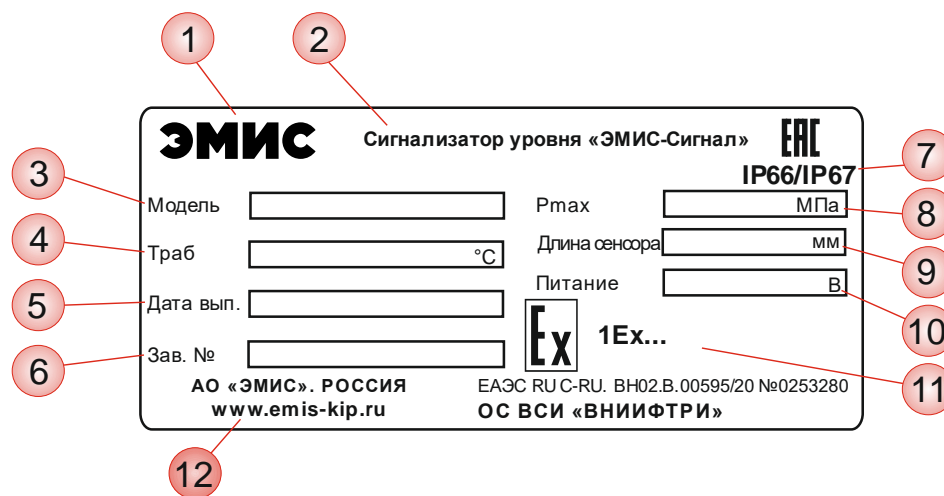 1
2
ЭМИС
Сигнализатор уровня «ЭМИС-Сигнал»
EAC
IP66/IP67
7
3
Модель
Pmax
МПа
8
4
Траб
°C
Длина сенсора
мм
9
5
Дата вып.
Питание
В
10
6
Зав. №
Ex
1Ex...
11
АО «ЭМИС». РОССИЯ
ЕАЭС RU C-RU. ВН02.В.00595/20 №0253280
www.emis-kip.ru
ОС ВСИ «ВНИИФТРИ»
12